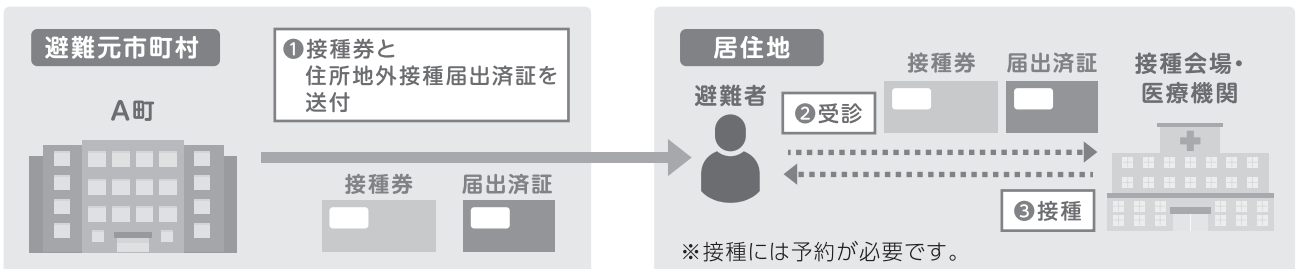 避難元市町村
A町
❶接種券と
住所地外接種届出済証を
送付
接種券
届出済証
居住地
避難者
❷受診
接種券
届出済証
接種会場・
医療機関
❸接種
※接種には予約が必要です。